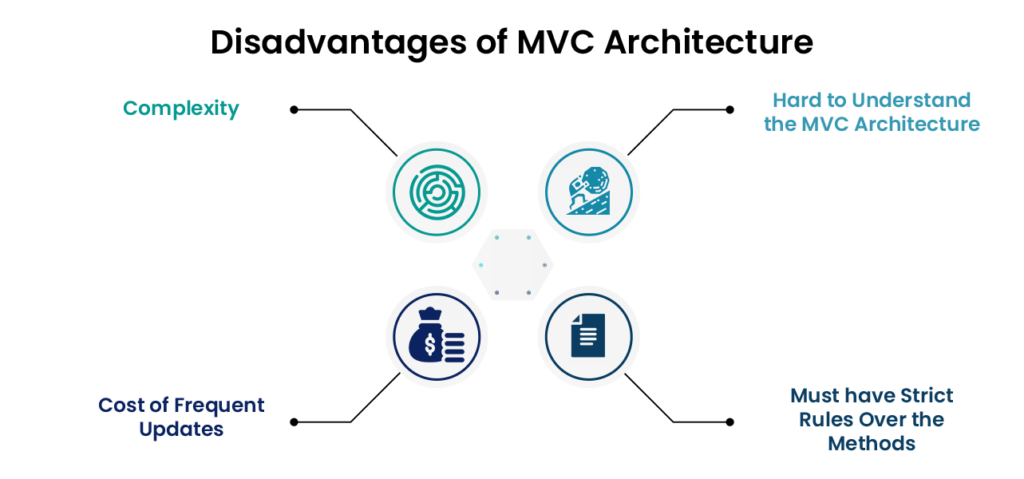 Disadvantages of MVC Architecture
Complexity
Hard to Understand
the MVC Architecture
$
Cost of Frequent
Updates
Must have Strict
Rules Over the
Methods